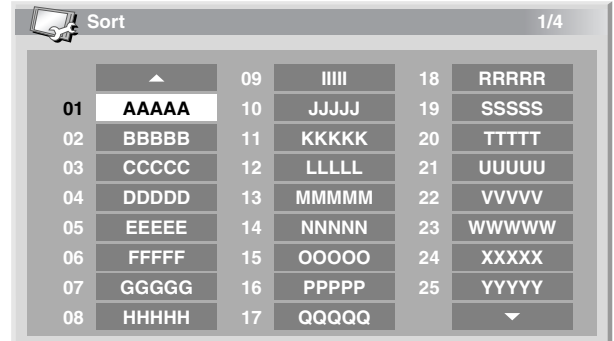 Sort 1/4
01 AAAAA
02 BBBBB
03 CCCCC
04 DDDDD
05 EEEEE
06 FFFFF
07 GGGGG
08 HHHHH
09 IIIII
10 JJJJJ
11 KKKKK
12 LLLLL
13 MMMMM
14 NNNNN
15 OOOOO
16 PPPPP
17 QQQQQ
18 RRRRR
19 SSSSS
20 TTTTT
21 UUUUU
22 VVVVV
23 WWWWW
24 XXXXX
25 YYYYY